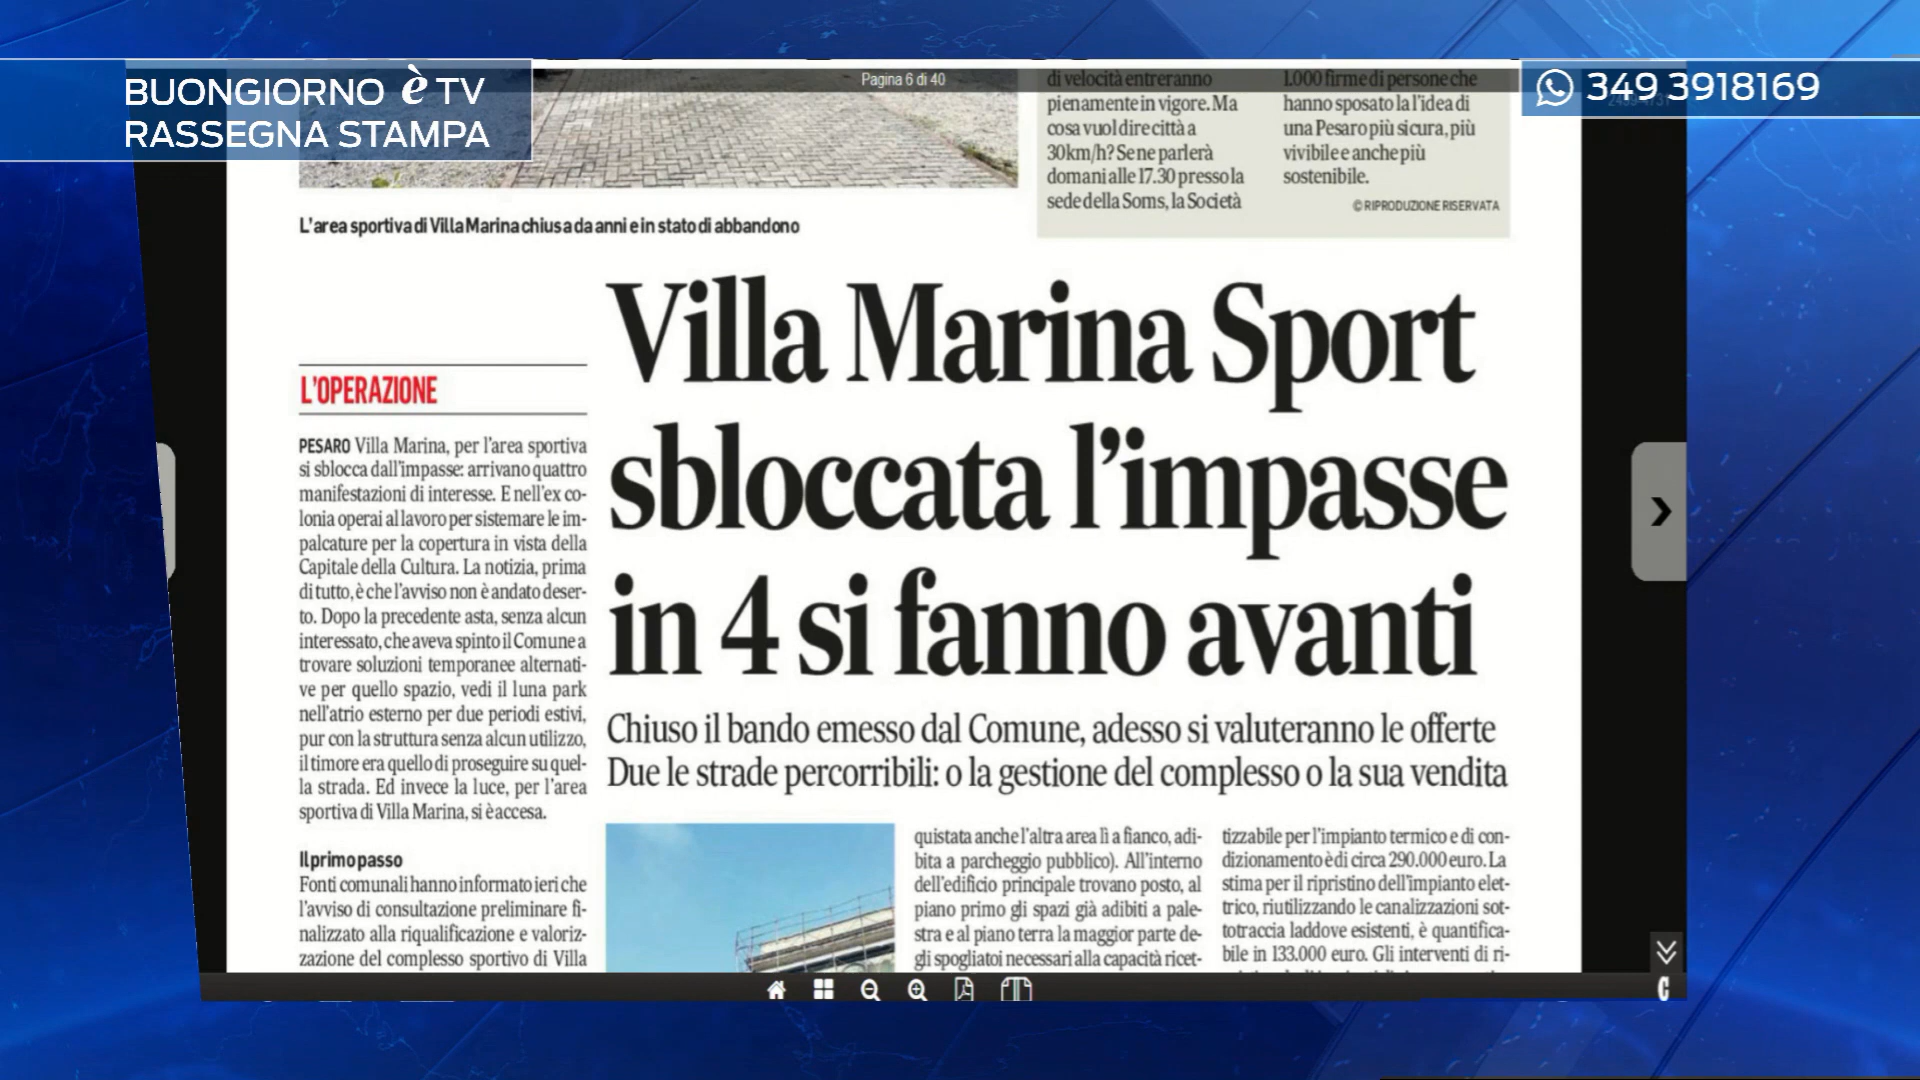 BUONGIORNO è TV
RASSEGNA STAMPA
349 3918169
Pagina 6 di 40
di velocità entreranno
pienamente in vigore. Ma
cosa vuol dire città a
30km/h? Se ne parlerà
domani alle 17.30 presso la
sede della Soms, la Società
1.000 firme di persone che
hanno sposato la l'idea di
una Pesaro più sicura, più
vivibile e anche più
sostenibile.
© RIPRODUZIONE RISERVATA
L'area sportiva di Villa Marina chiusa da anni e in stato di abbandono
Villa Marina Sport
sbloccata l'impasse
in 4 si fanno avanti
Chiuso il bando emesso dal Comune, adesso si valuteranno le offerte
Due le strade percorribili: o la gestione del complesso o la sua vendita
L'OPERAZIONE
PESARO Villa Marina, per l'area sportiva
si sblocca dall'impasse: arrivano quattro
manifestazioni di interesse. E nell'ex co-
lonia operai al lavoro per sistemare le im-
palcature per la copertura in vista della
Capitale della Cultura. La notizia, prima
di tutto, è che l'avviso non è andato deser-
to. Dopo la precedente asta, senza alcun
interessato, che aveva spinto il Comune a
trovare soluzioni temporanee alternati-
ve per quello spazio, vedi il luna park
nell'atrio esterno per due periodi estivi,
pur con la struttura senza alcun utilizzo,
il timore era quello di proseguire su quel-
la strada. Ed invece la luce, per l'area
sportiva di Villa Marina, si è accesa.
Il primo passo
Fonti comunali hanno informato ieri che
l'avviso di consultazione preliminare fi-
nalizzato alla riqualificazione e valoriz-
zazione del complesso sportivo di Villa
quistata anche l'altra area lì a fianco, adi-
bita a parcheggio pubblico). All'interno
dell'edificio principale trovano posto, al
piano primo gli spazi già adibiti a pale-
stra e al piano terra la maggior parte de-
gli spogliatoi necessari alla capacità ricet-
tizzabile per l'impianto termico e di con-
dizionamento è di circa 290.000 euro. La
stima per il ripristino dell'impianto elet-
trico, riutilizzando le canalizzazioni sot-
totraccia laddove esistenti, è quantifica-
bile in 133.000 euro. Gli interventi di ri-